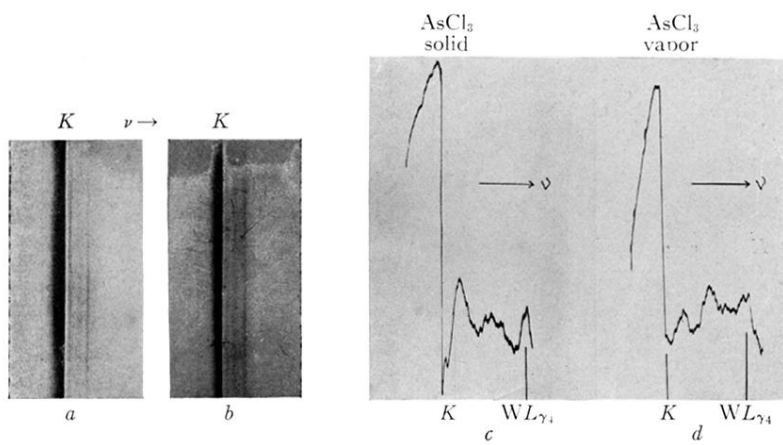 AsCl₃
solid
AsCl₃
vapor
K ν → K
a b
→ ν
→ ν
K WLγ₄
c
K WLγ₄
d